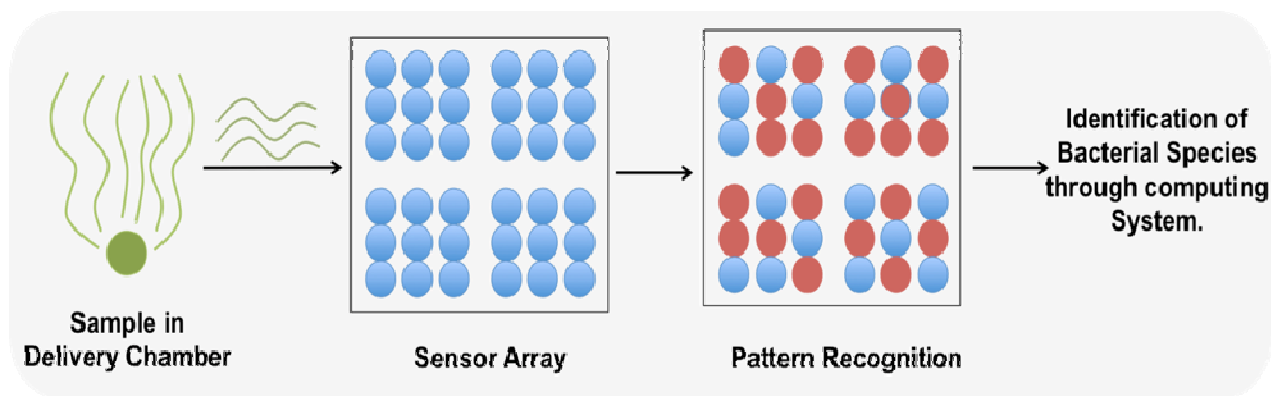 Sample in
Delivery Chamber
Sensor Array
Pattern Recognition
Identification of
Bacterial Species
through computing
System.